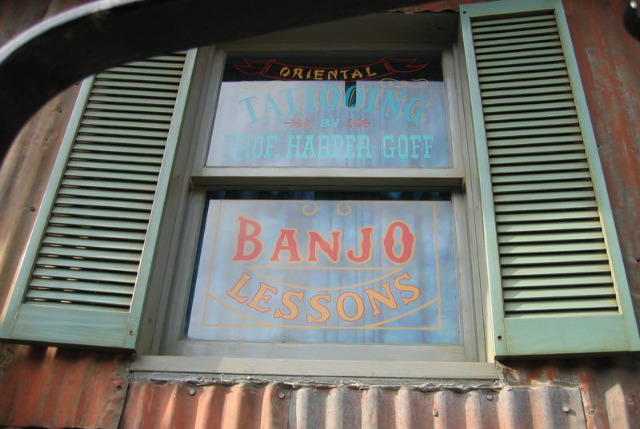 ORIENTAL
TATTOOING
BY
PROF. HARPER GOFF
BANJO
LESSONS